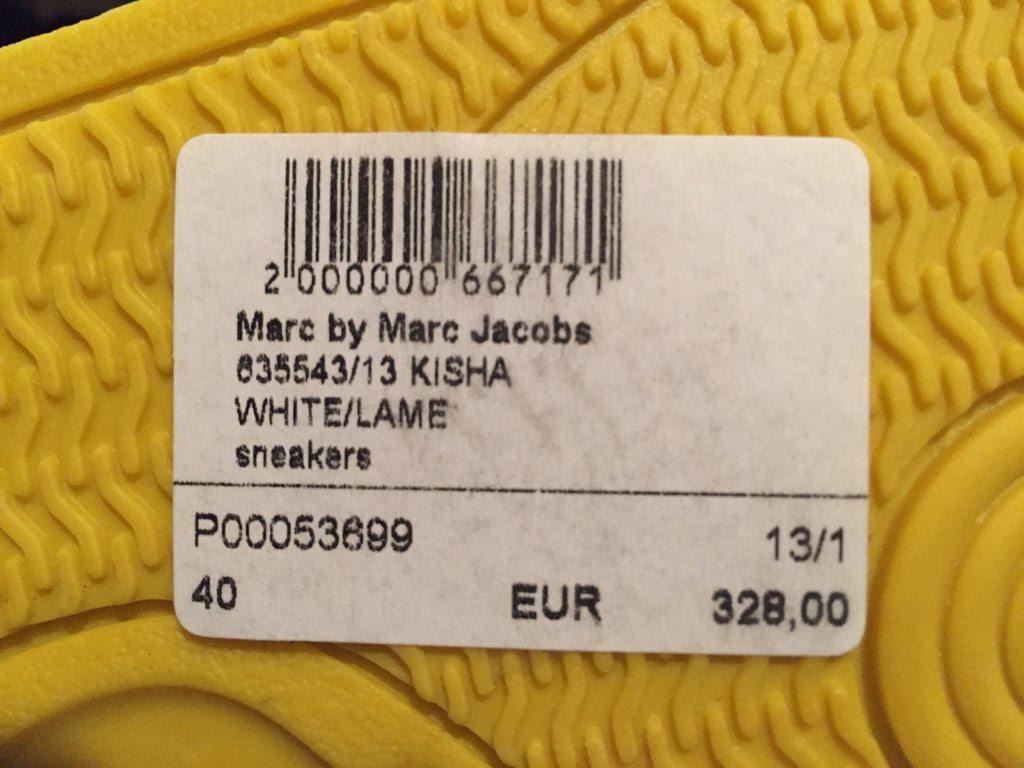 2 000000 667171
Marc by Marc Jacobs
635543/13 KISHA
WHITE/LAME
sneakers
P00053699 13/1
40 EUR 328,00